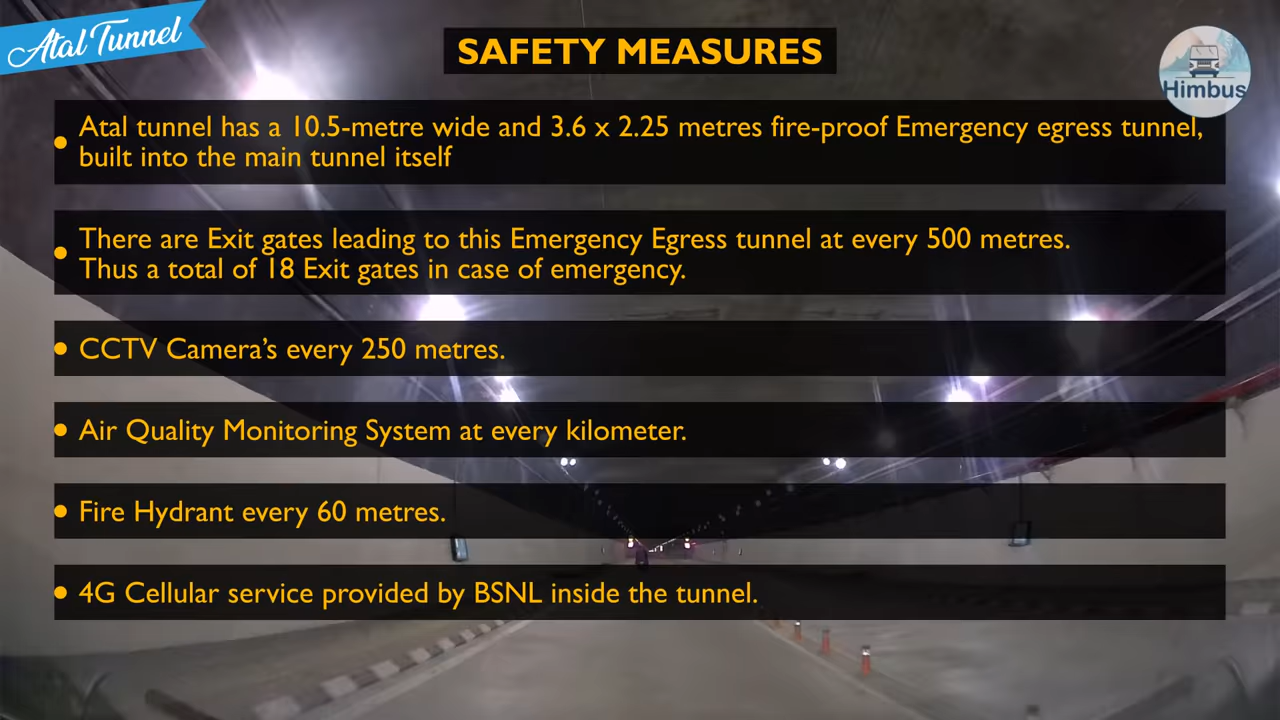 Atal Tunnel
SAFETY MEASURES
Himbus
• Atal tunnel has a 10.5-metre wide and 3.6 x 2.25 metres fire-proof Emergency egress tunnel,
built into the main tunnel itself
• There are Exit gates leading to this Emergency Egress tunnel at every 500 metres.
Thus a total of 18 Exit gates in case of emergency.
• CCTV Camera's every 250 metres.
• Air Quality Monitoring System at every kilometer.
• Fire Hydrant every 60 metres.
• 4G Cellular service provided by BSNL inside the tunnel.